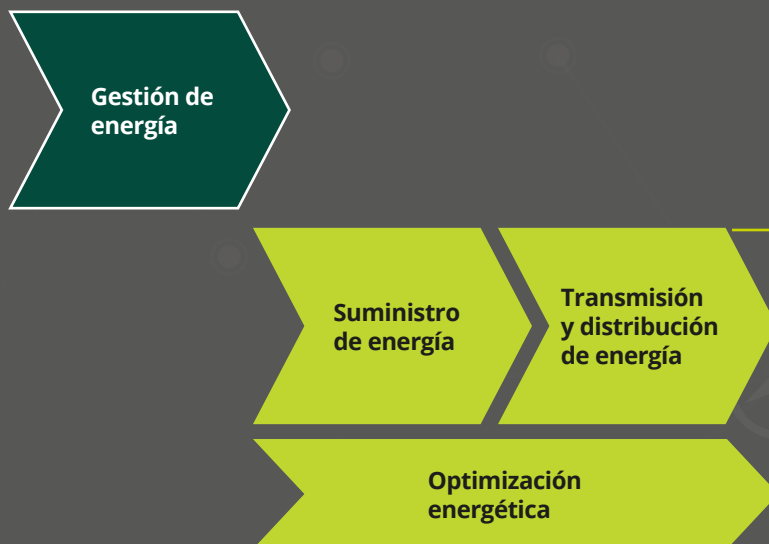 Gestión de
energía
Suministro
de energía
Transmisión
y distribución
de energía
Optimización
energética